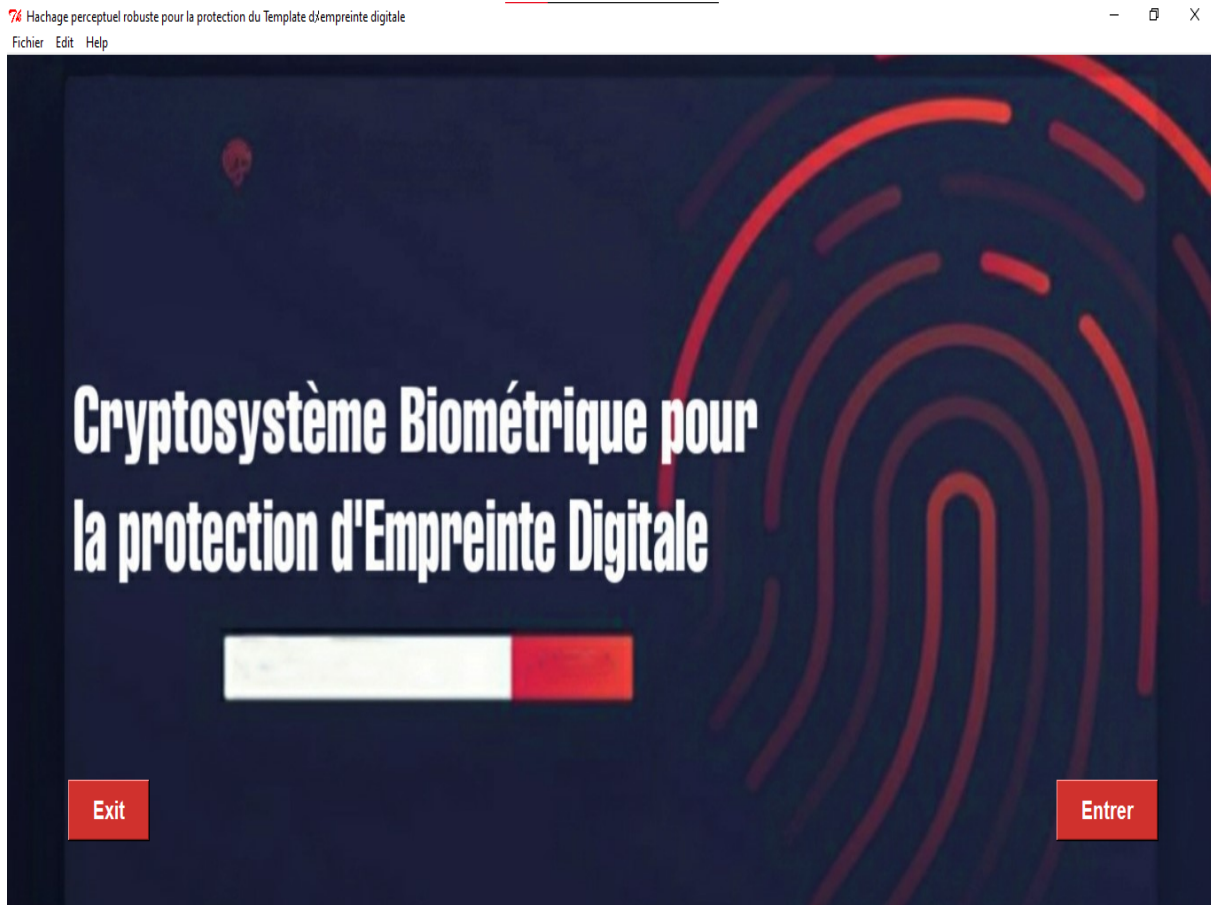 Hachage perceptuel robuste pour la protection du Template d'empreinte digitale
Fichier Edit Help
Cryptosystème Biométrique pour
la protection d'Empreinte Digitale
Exit
Entrer